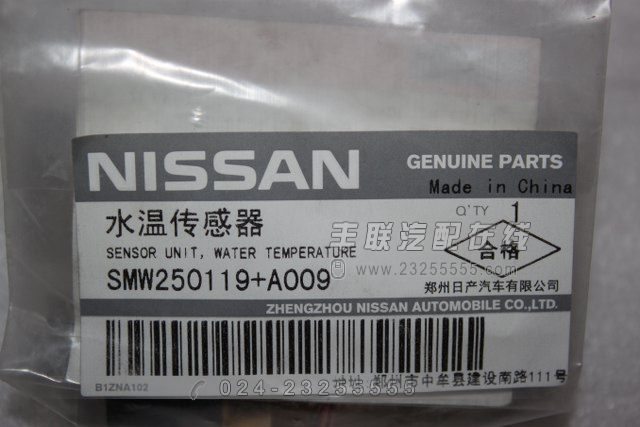 NISSAN GENUINE PARTS
Made in China
水温传感器 Q'TY 1
SENSOR UNIT, WATER TEMPERATURE 合格
SMW250119+A009 郑州日产汽车有限公司
ZHENGZHOU NISSAN AUTOMOBILE CO.,LTD.
B1ZNA102
地址:郑州市中牟县建设南路111号
丰联汽配在线
www.23255555.com
024-23255555